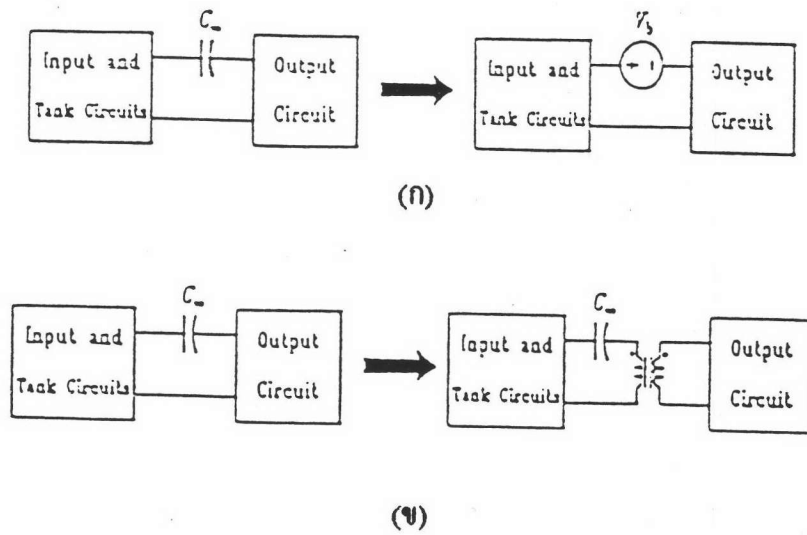 C∞
Input and
Tank Circuits
Output
Circuit
V_b
Input and
Tank Circuits
Output
Circuit
(ก)
C∞
Input and
Tank Circuits
Output
Circuit
C∞
Input and
Tank Circuits
Output
Circuit
(ข)